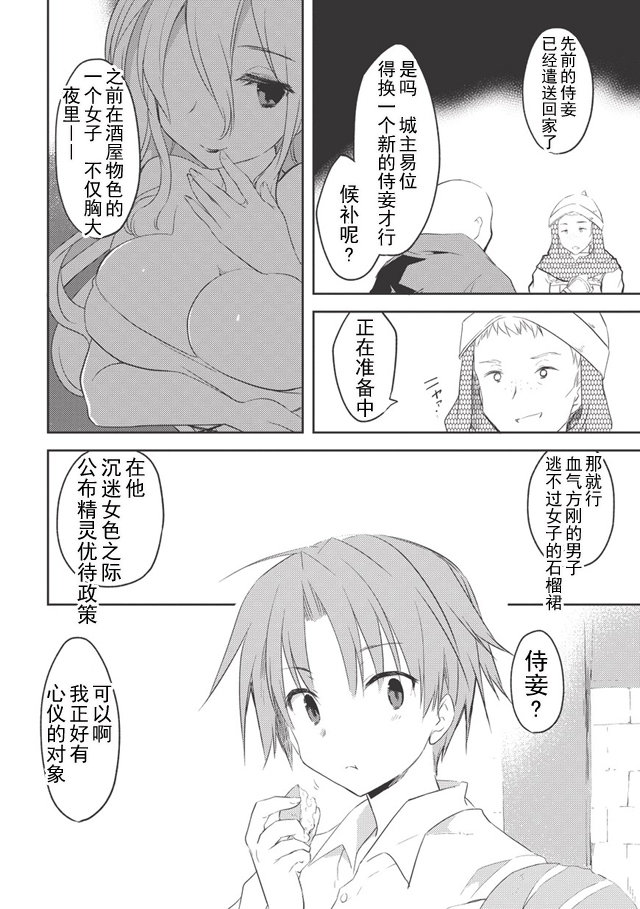 先前的侍妾
已经遣送回家了
是吗 城主易位
得换一个新的侍妾才行
候补呢？
之前在酒屋物色的
一个女子 不仅胸大
夜里——
正在准备中
那就行
血气方刚的男子
逃不过女子的石榴裙
在他
沉迷女色之际
公布精灵优待政策
侍妾？
可以啊
我正好有
心仪的对象